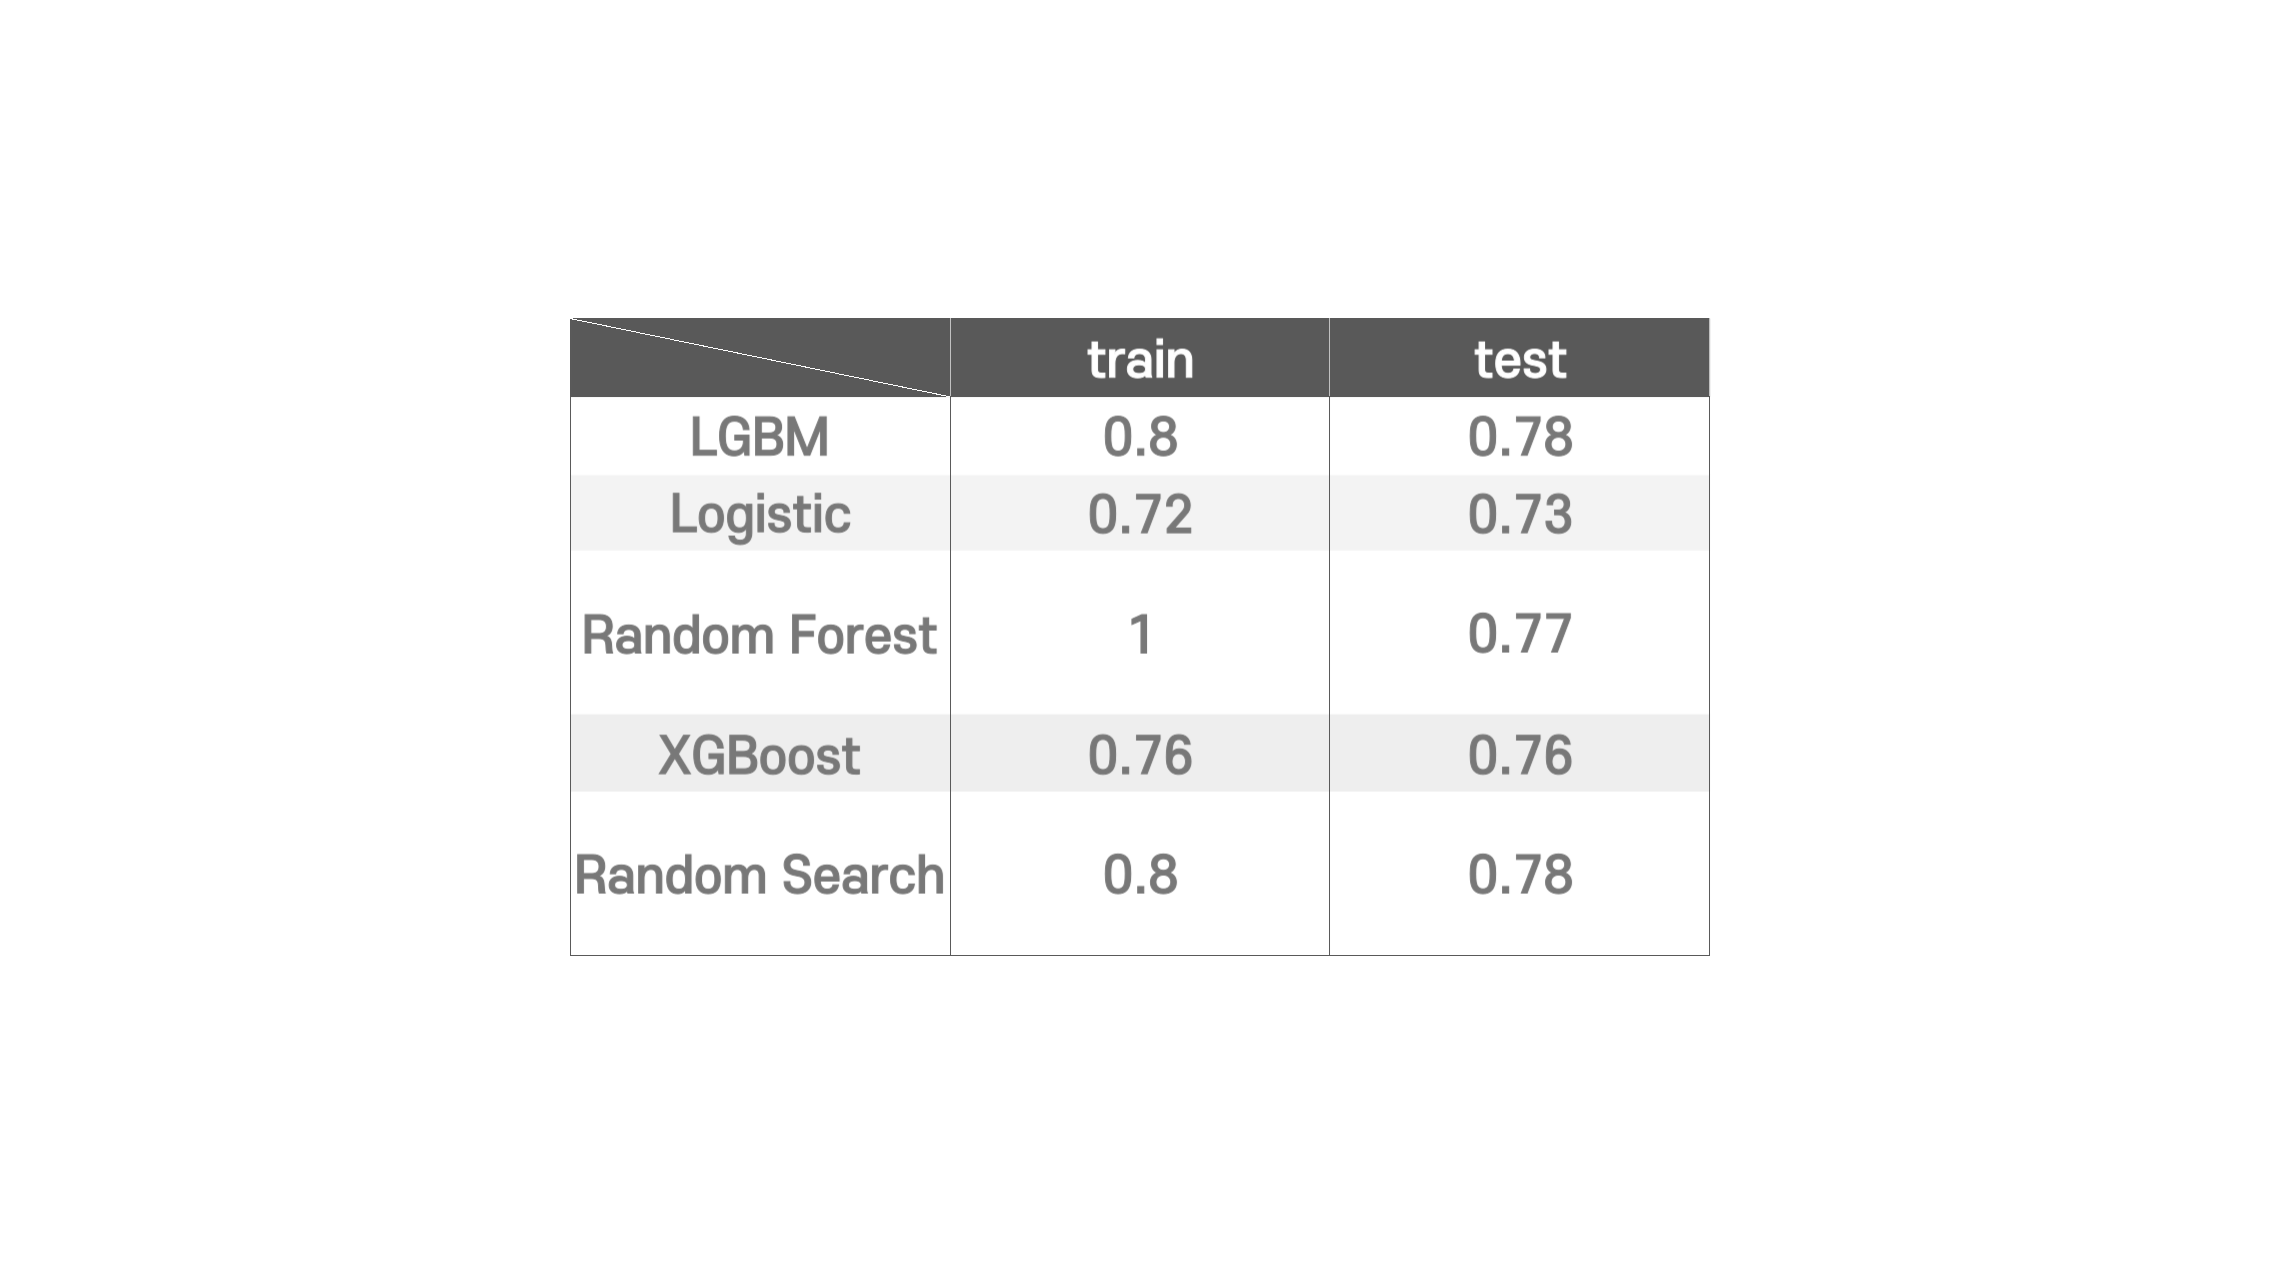 train test
LGBM 0.8 0.78
Logistic 0.72 0.73
Random Forest 1 0.77
XGBoost 0.76 0.76
Random Search 0.8 0.78